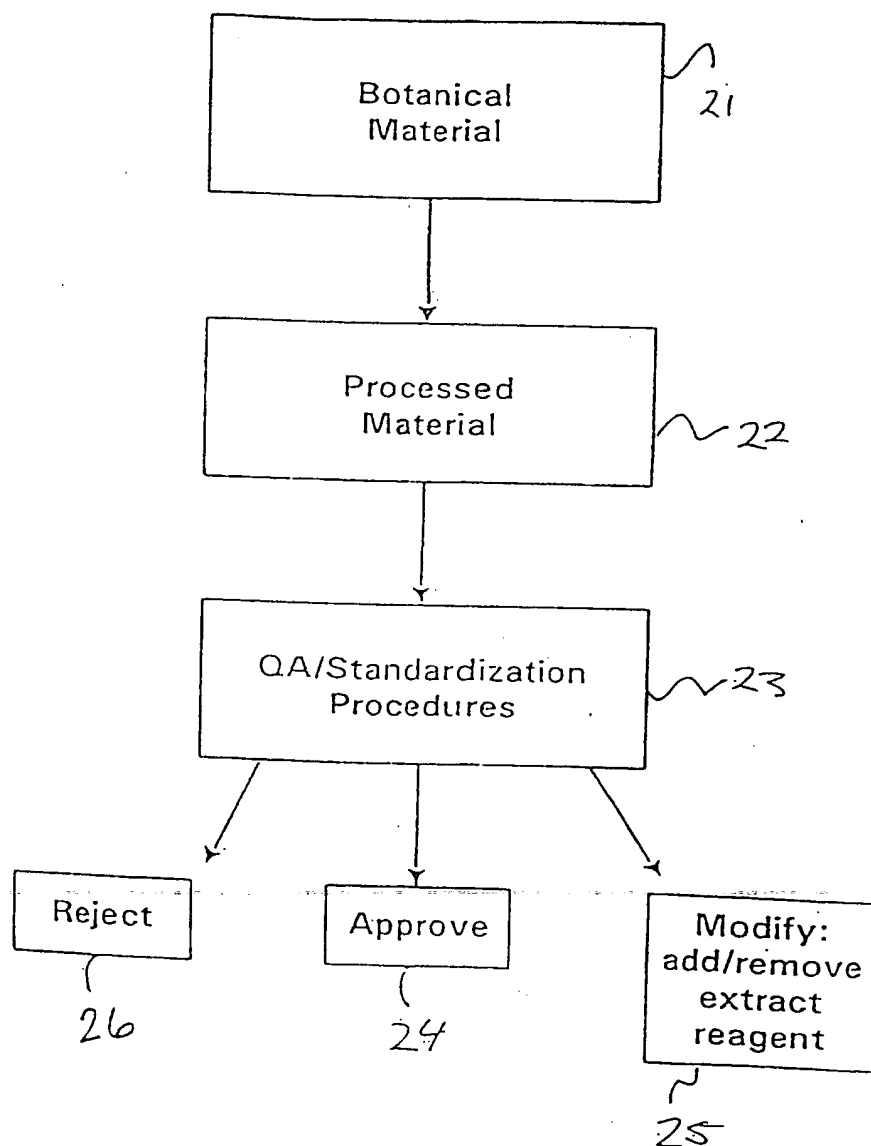 Botanical
Material
21
Processed
Material
22
QA/Standardization
Procedures
23
Reject
26
Approve
24
Modify:
add/remove
extract
reagent
25